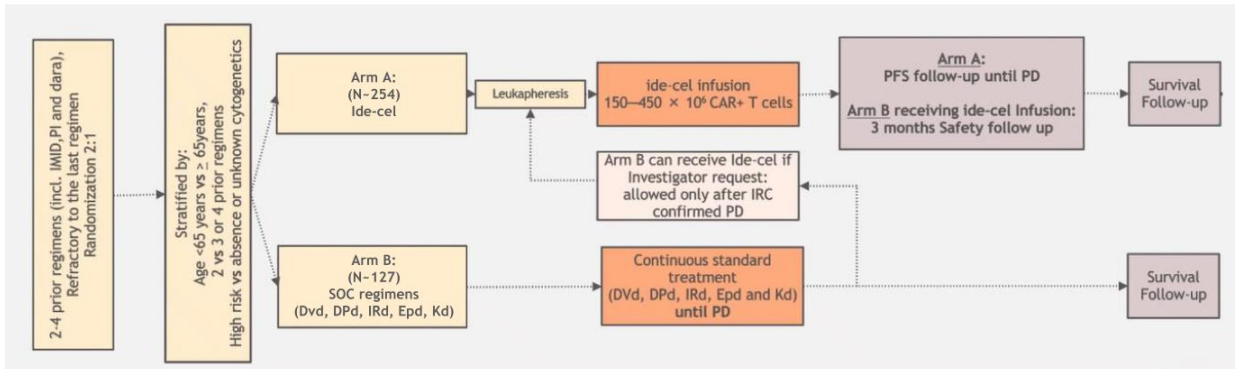 2-4 prior regimens (incl. IMID,PI and dara),
Refractory to the last regimen
Randomization 2:1
Stratified by:
Age <65 years vs ≥ 65years,
2 vs 3 or 4 prior regimens
High risk vs absence or unknown cytogenetics
Arm A:
(N~254)
Ide-cel
Leukapheresis
ide-cel infusion
150—450 × 10⁶ CAR+ T cells
Arm A:
PFS follow-up until PD
Arm B receiving ide-cel Infusion:
3 months Safety follow up
Survival
Follow-up
Arm B can receive Ide-cel if
Investigator request:
allowed only after IRC
confirmed PD
Arm B:
(N~127)
SOC regimens
(Dvd, DPd, IRd, Epd, Kd)
Continuous standard
treatment
(DVd, DPd, IRd, Epd and Kd)
until PD
Survival
Follow-up